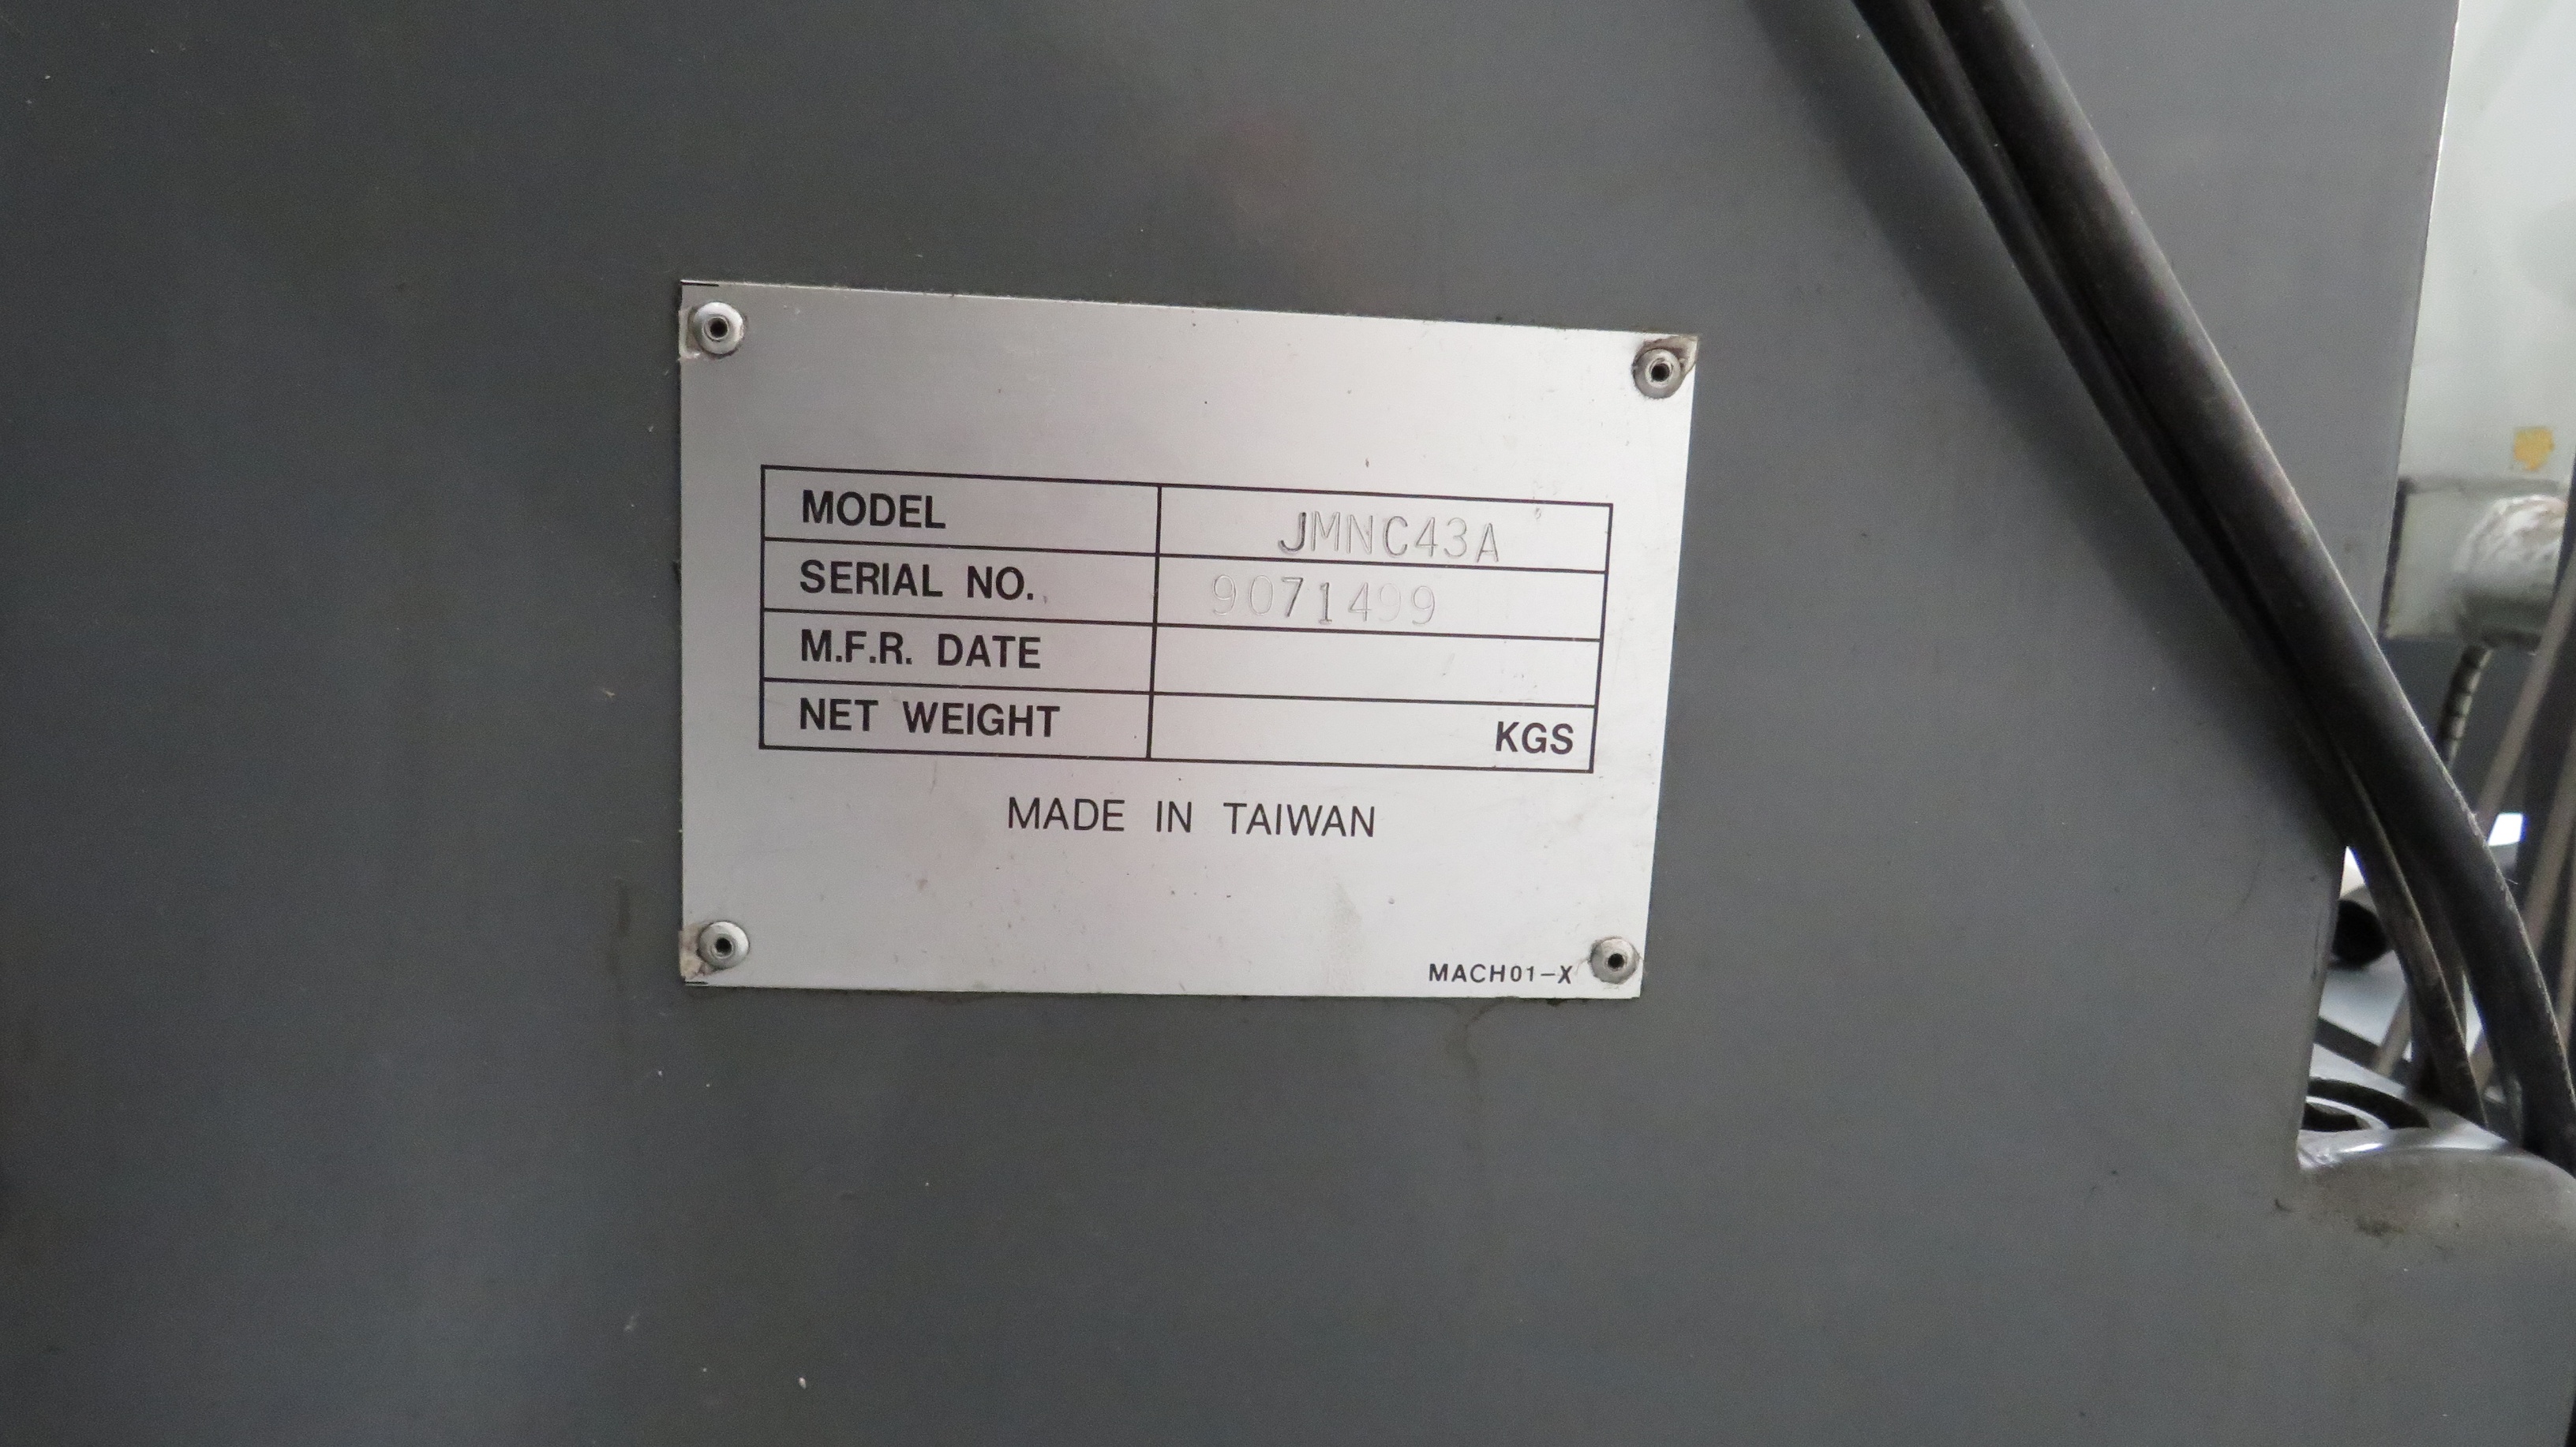 MODEL JMNC43A
SERIAL NO. 9071499
M.F.R. DATE
NET WEIGHT KGS
MADE IN TAIWAN
MACH01-X